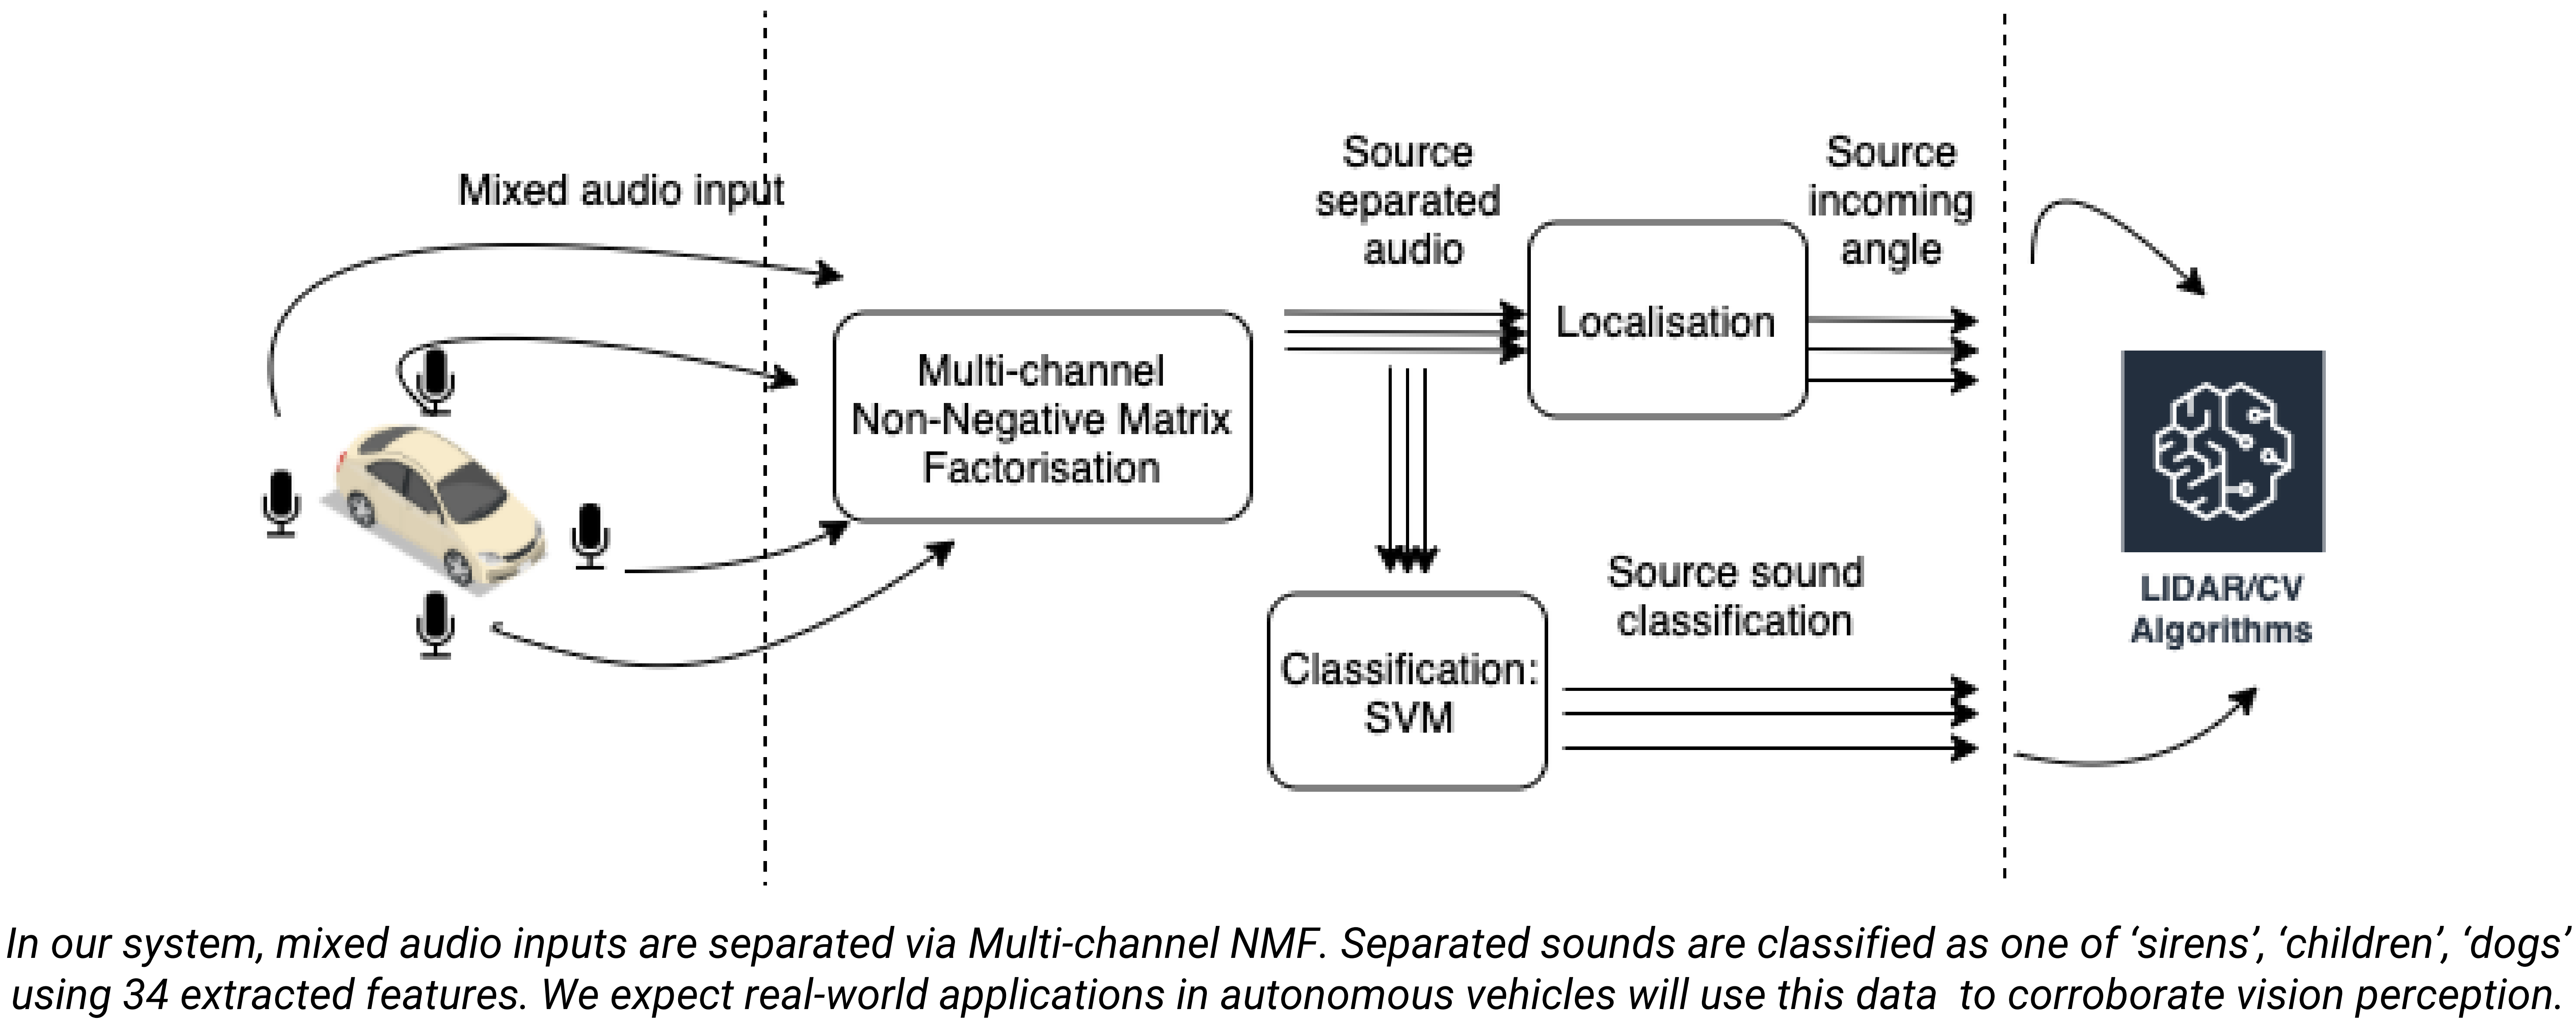 Mixed audio input
Multi-channel
Non-Negative Matrix
Factorisation
Source
separated
audio
Localisation
Source
incoming
angle
Classification:
SVM
Source sound
classification
LIDAR/CV
Algorithms
In our system, mixed audio inputs are separated via Multi-channel NMF. Separated sounds are classified as one of ‘sirens’, ‘children’, ‘dogs’
using 34 extracted features. We expect real-world applications in autonomous vehicles will use this data  to corroborate vision perception.